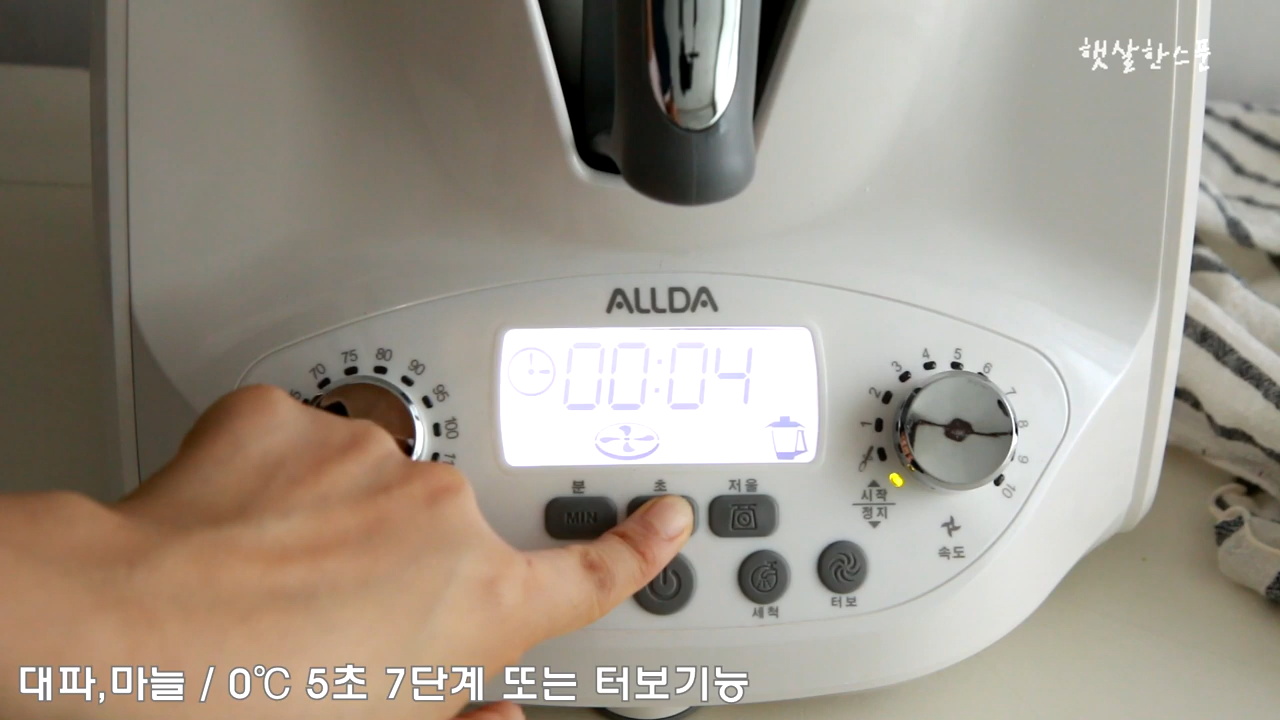 햇살한스푼
ALLDA
00:04
70 75 80 90 95 100
1 2 3 4 5 6 7 8 9 10
분 초 저울
MIN
시작
정지
속도
세척
터보
대파,마늘 / 0℃ 5초 7단계 또는 터보기능